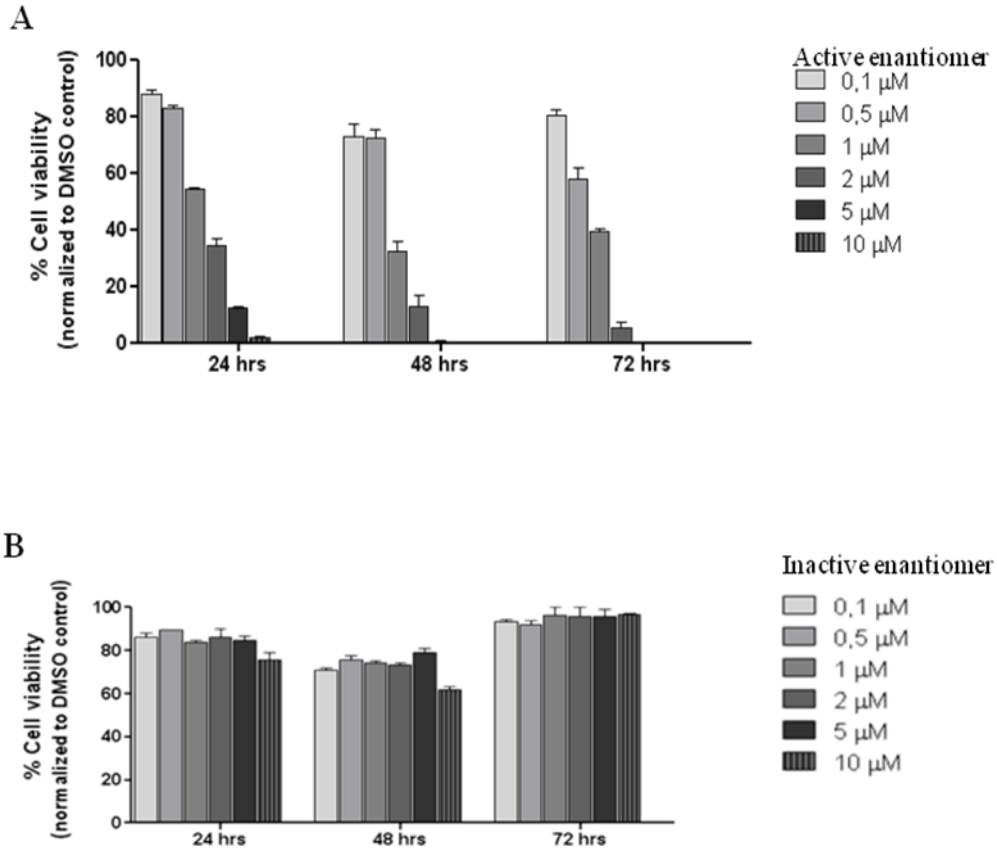 A
% Cell viability
(normalized to DMSO control)
100
80
60
40
20
0
24 hrs
48 hrs
72 hrs
Active enantiomer
0,1 µM
0,5 µM
1 µM
2 µM
5 µM
10 µM
B
% Cell viability
(normalized to DMSO control)
100
80
60
40
20
0
24 hrs
48 hrs
72 hrs
Inactive enantiomer
0,1 µM
0,5 µM
1 µM
2 µM
5 µM
10 µM